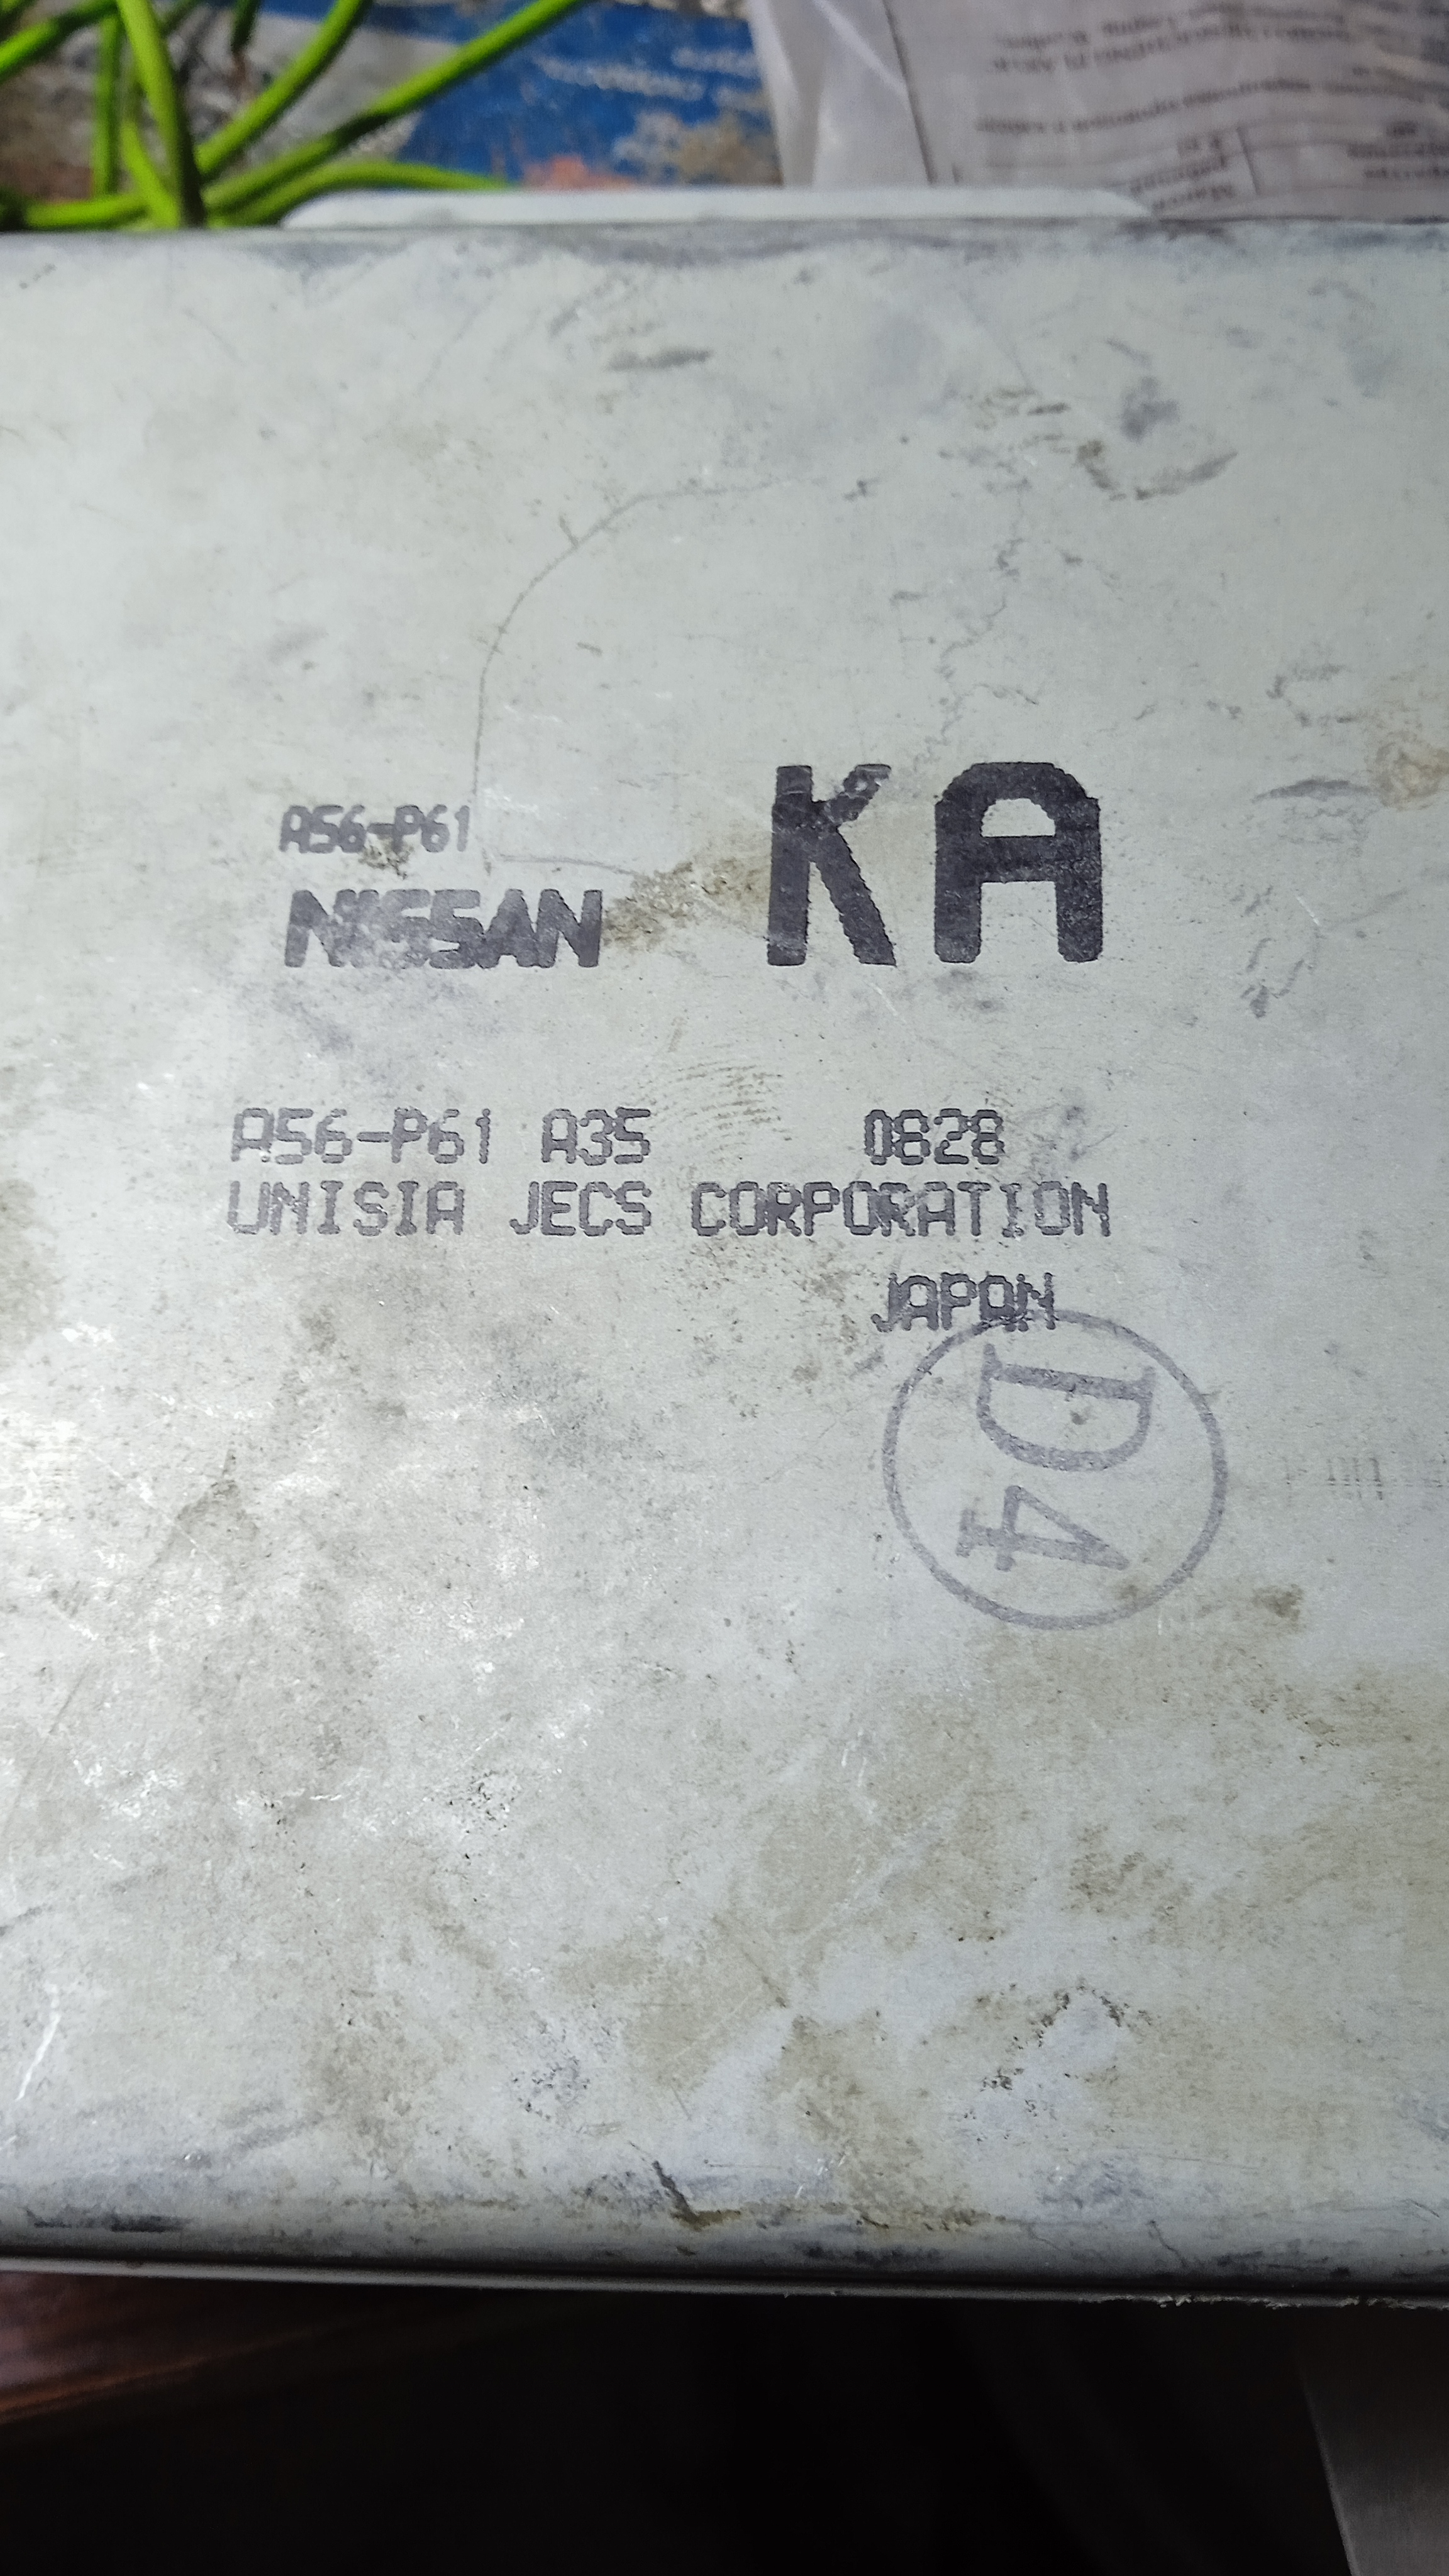 A56-P61
NISSAN KA
A56-P61 A35 0828
UNISIA JECS CORPORATION
JAPAN
D4